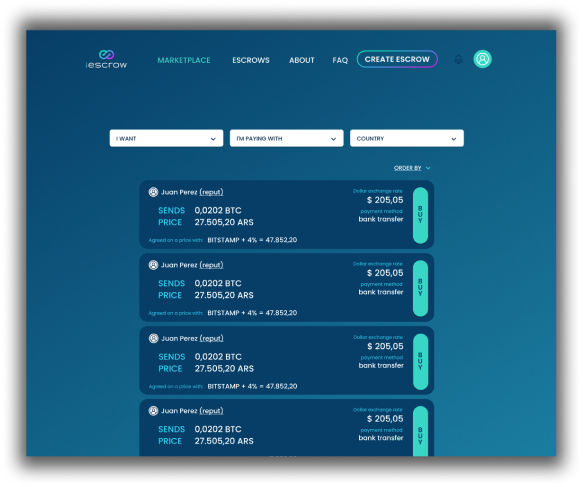 iescrow MARKETPLACE ESCROWS ABOUT FAQ CREATE ESCROW
I WANT I'M PAYING WITH COUNTRY
ORDER BY
Juan Perez (reput) Dollar exchange rate
$ 205,05
SENDS 0,0202 BTC payment method
PRICE 27.505,20 ARS bank transfer
BUY
Agreed on a price with: BITSTAMP + 4% = 47.852,20
Juan Perez (reput) Dollar exchange rate
$ 205,05
SENDS 0,0202 BTC payment method
PRICE 27.505,20 ARS bank transfer
BUY
Agreed on a price with: BITSTAMP + 4% = 47.852,20
Juan Perez (reput) Dollar exchange rate
$ 205,05
SENDS 0,0202 BTC payment method
PRICE 27.505,20 ARS bank transfer
BUY
Agreed on a price with: BITSTAMP + 4% = 47.852,20
Juan Perez (reput) Dollar exchange rate
$ 205,05
SENDS 0,0202 BTC payment method
PRICE 27.505,20 ARS bank transfer
BUY